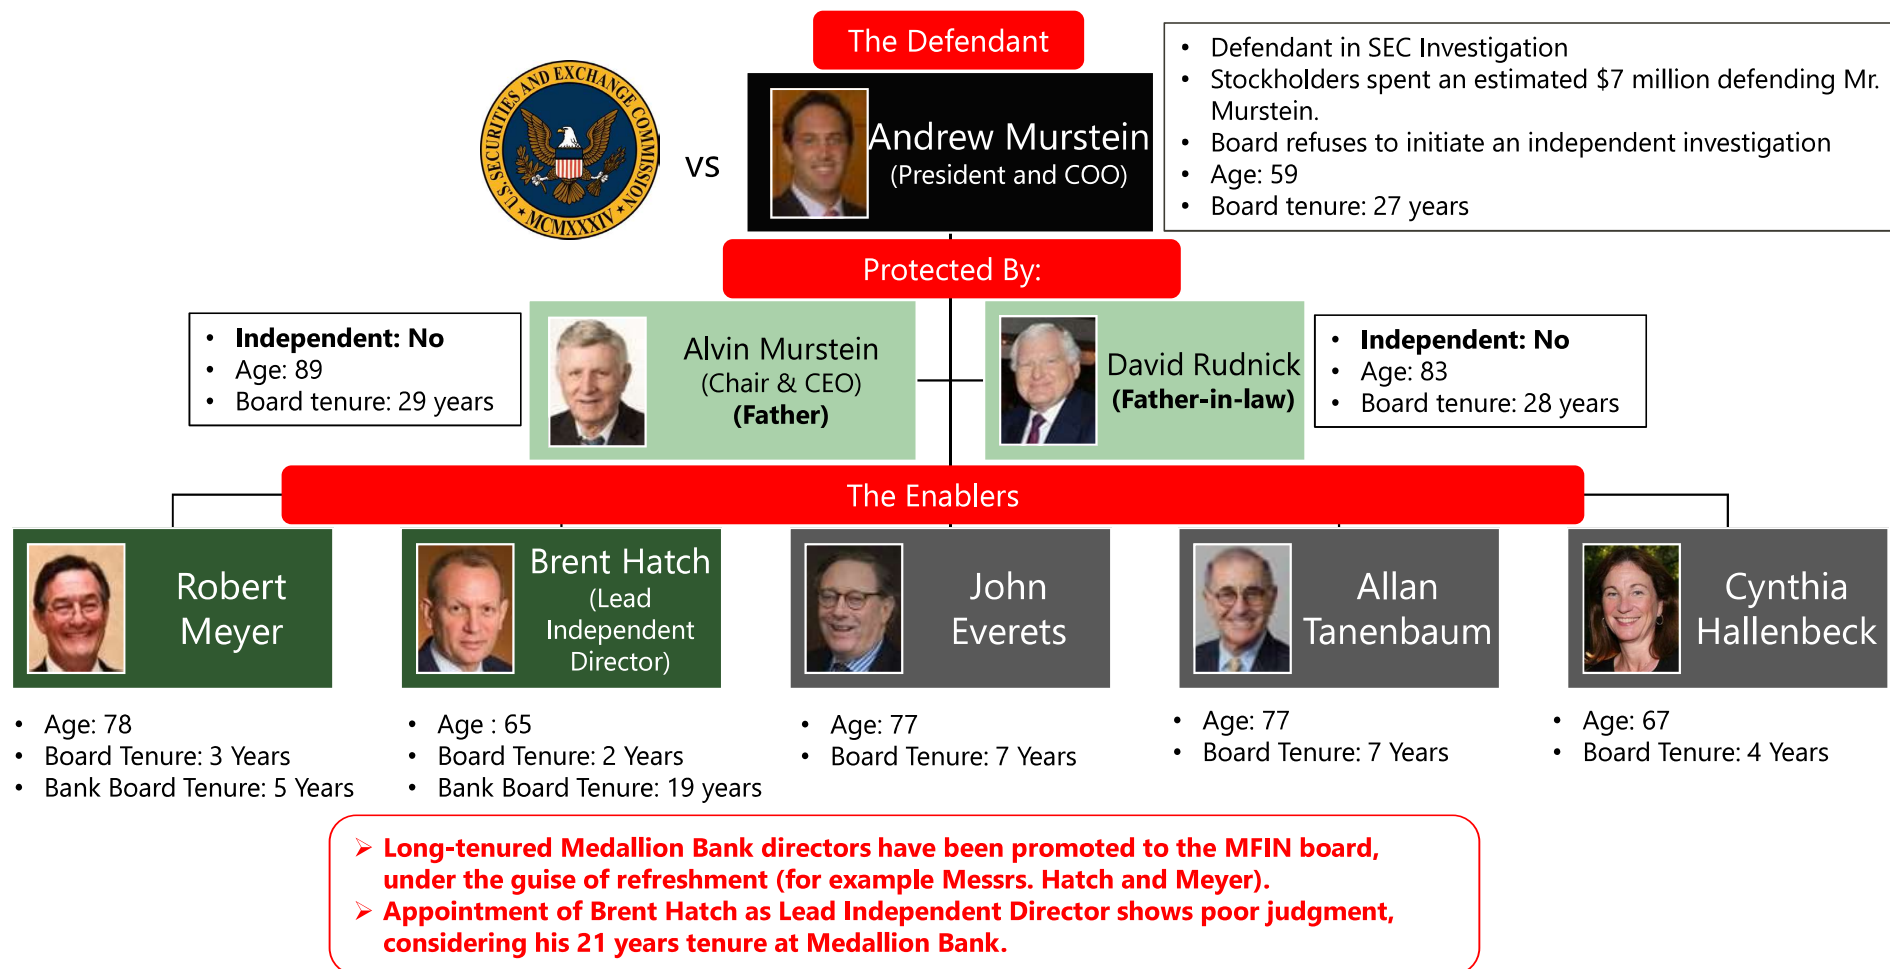 The Defendant
U.S. SECURITIES AND EXCHANGE COMMISSION
MCMXXXIV
vs
Andrew Murstein
(President and COO)
• Defendant in SEC Investigation
• Stockholders spent an estimated $7 million defending Mr.
Murstein.
• Board refuses to initiate an independent investigation
• Age: 59
• Board tenure: 27 years
Protected By:
• Independent: No
• Age: 89
• Board tenure: 29 years
Alvin Murstein
(Chair & CEO)
(Father)
David Rudnick
(Father-in-law)
• Independent: No
• Age: 83
• Board tenure: 28 years
The Enablers
Robert
Meyer
• Age: 78
• Board Tenure: 3 Years
• Bank Board Tenure: 5 Years
Brent Hatch
(Lead
Independent
Director)
• Age : 65
• Board Tenure: 2 Years
• Bank Board Tenure: 19 years
John
Everets
• Age: 77
• Board Tenure: 7 Years
Allan
Tanenbaum
• Age: 77
• Board Tenure: 7 Years
Cynthia
Hallenbeck
• Age: 67
• Board Tenure: 4 Years
➢ Long-tenured Medallion Bank directors have been promoted to the MFIN board,
under the guise of refreshment (for example Messrs. Hatch and Meyer).
➢ Appointment of Brent Hatch as Lead Independent Director shows poor judgment,
considering his 21 years tenure at Medallion Bank.